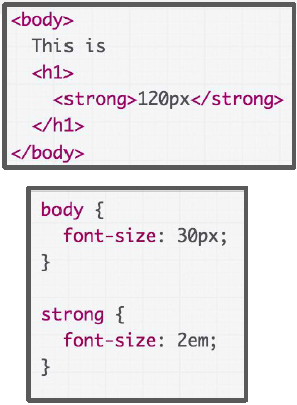 <body>
This is
<h1>
<strong>120px</strong>
</h1>
</body>
body {
font-size: 30px;
}
strong {
font-size: 2em;
}